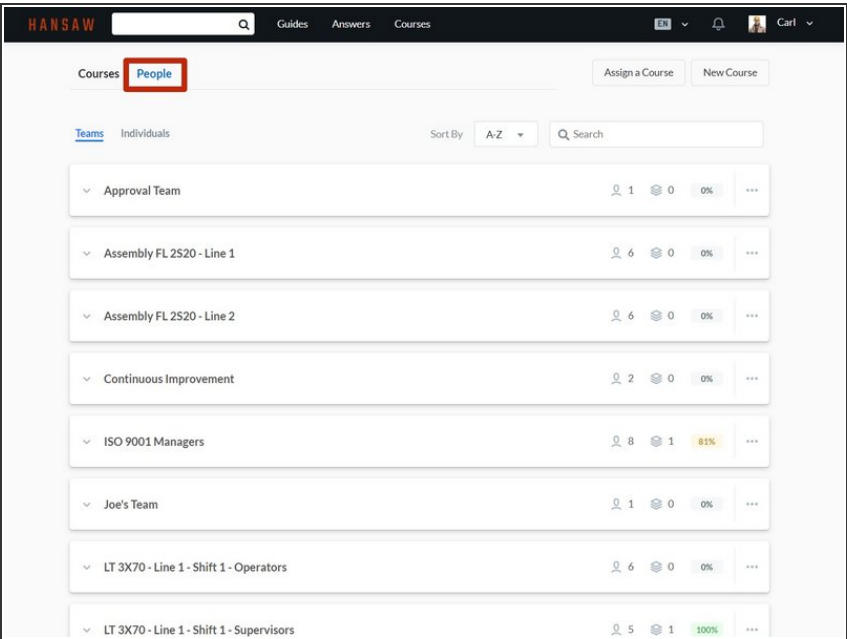 HANSAW Guides Answers Courses EN Carl
Courses People Assign a Course New Course
Teams Individuals Sort By A-Z Search
Approval Team 1 0 0%
Assembly FL 2S20 - Line 1 6 0 0%
Assembly FL 2S20 - Line 2 6 0 0%
Continuous Improvement 2 0 0%
ISO 9001 Managers 8 1 81%
Joe's Team 1 0 0%
LT 3X70 - Line 1 - Shift 1 - Operators 6 0 0%
LT 3X70 - Line 1 - Shift 1 - Supervisors 5 1 100%